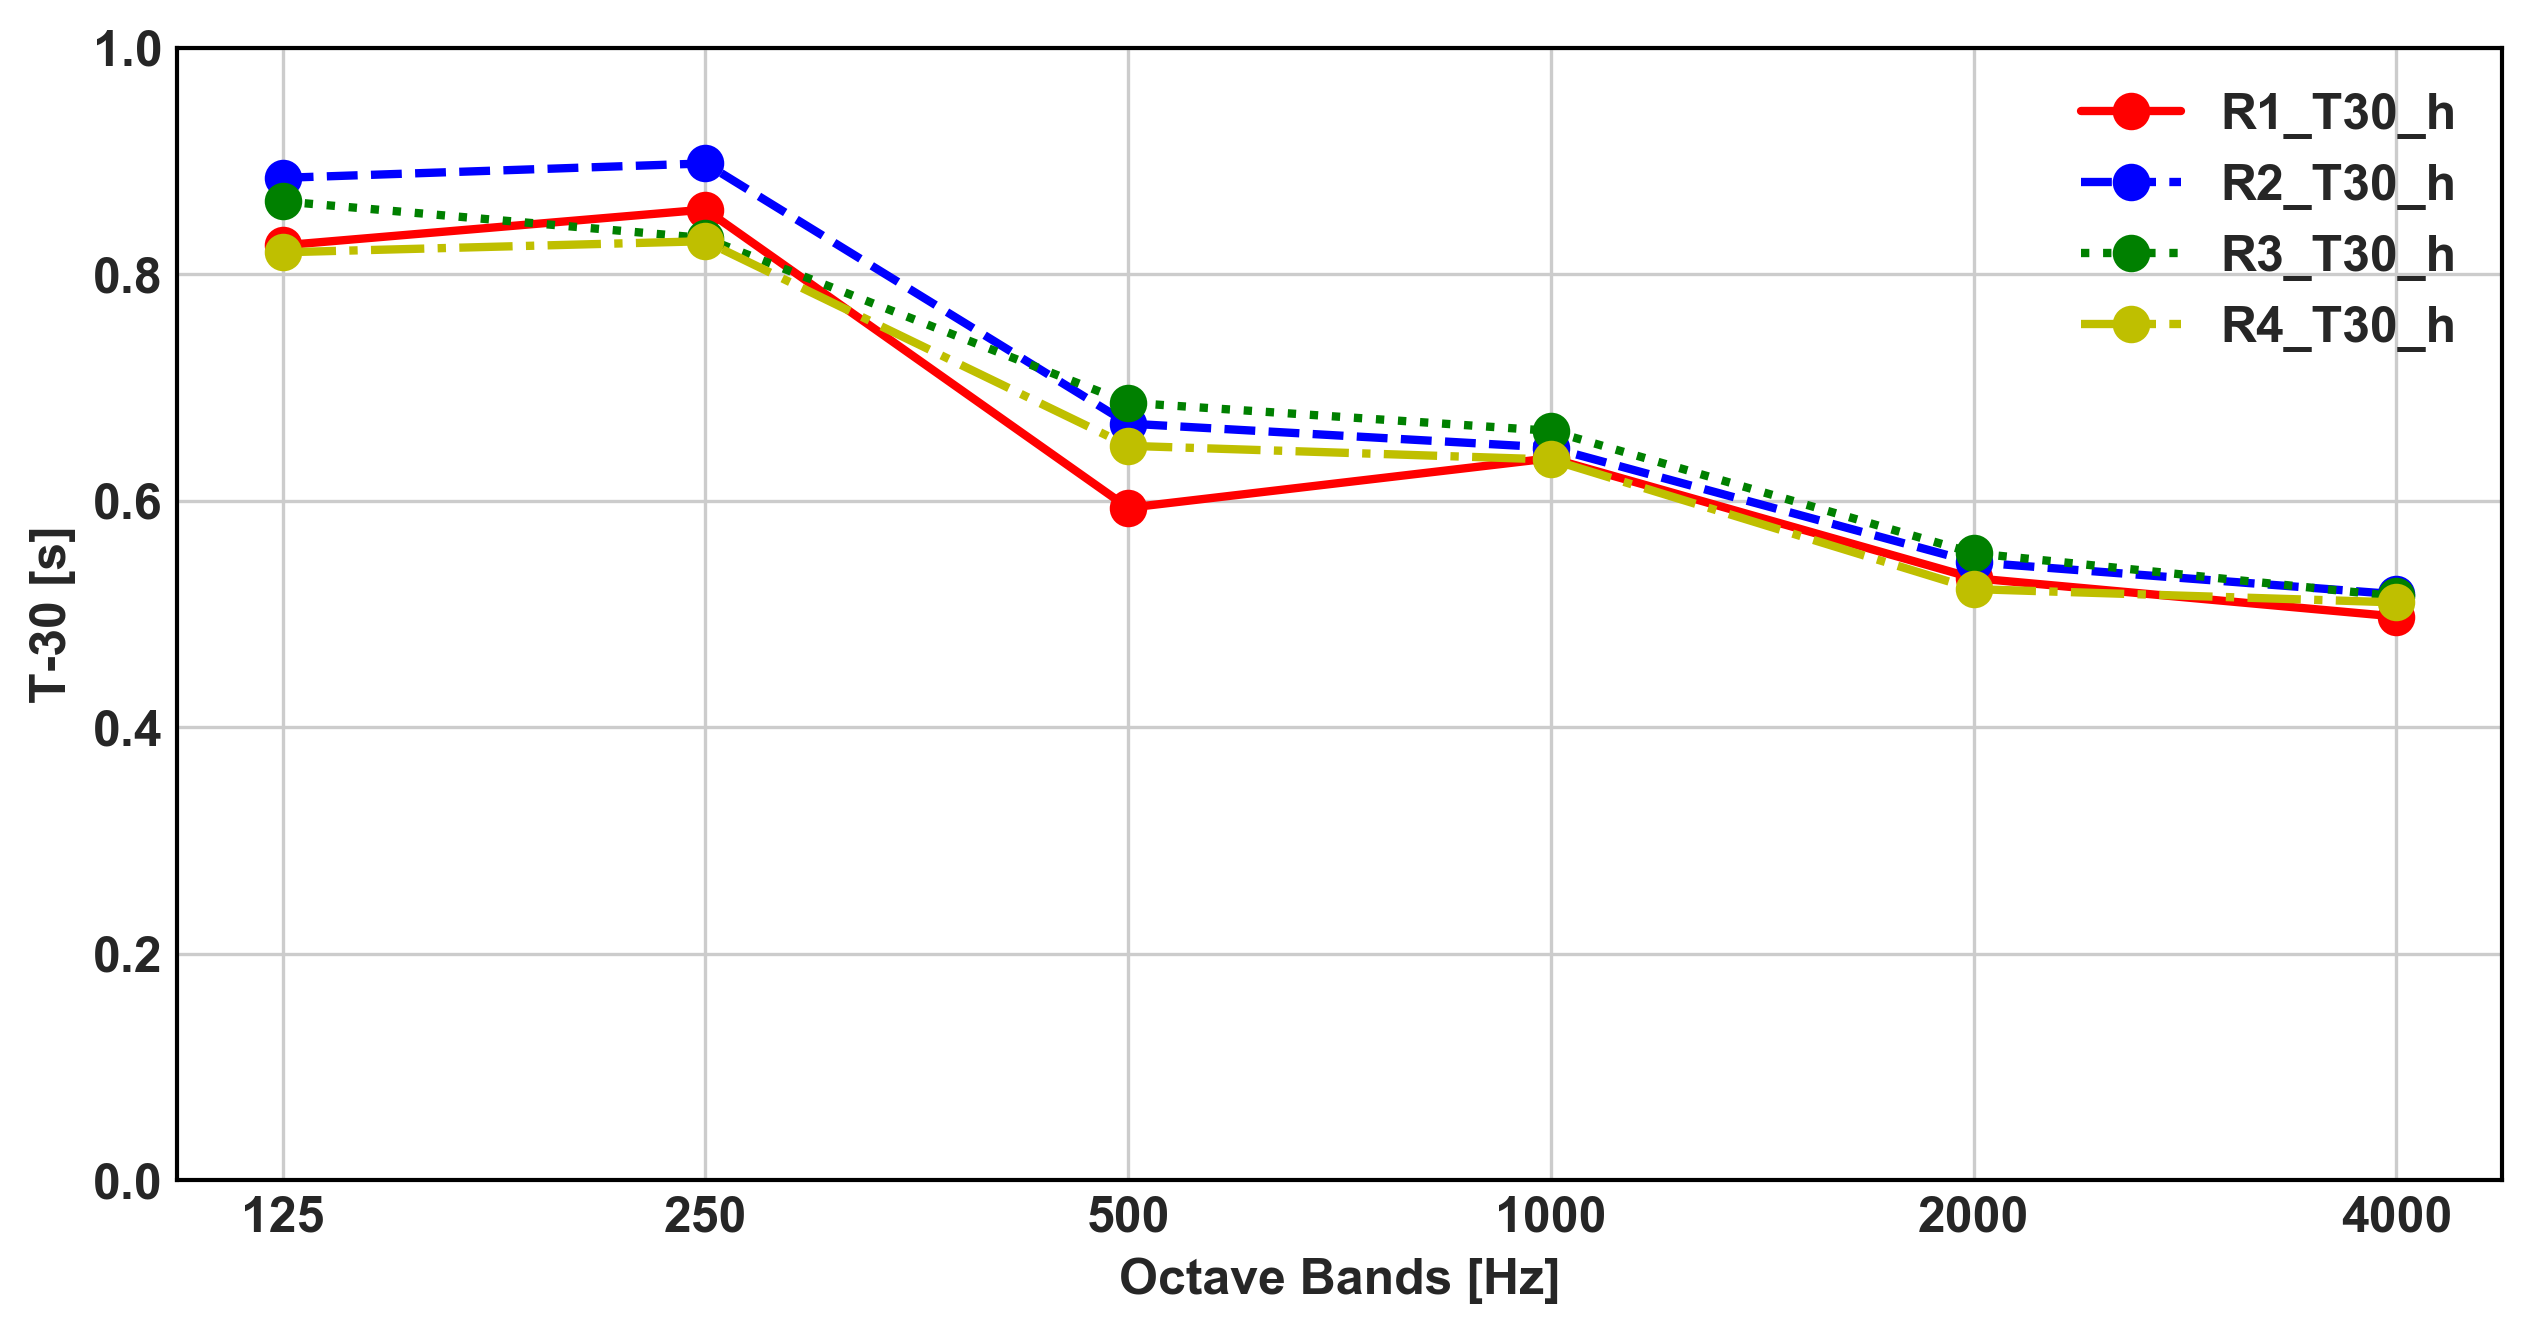 1.0
0.8
0.6
0.4
0.2
0.0
T-30 [s]
R1_T30_h
R2_T30_h
R3_T30_h
R4_T30_h
125 250 500 1000 2000 4000
Octave Bands [Hz]